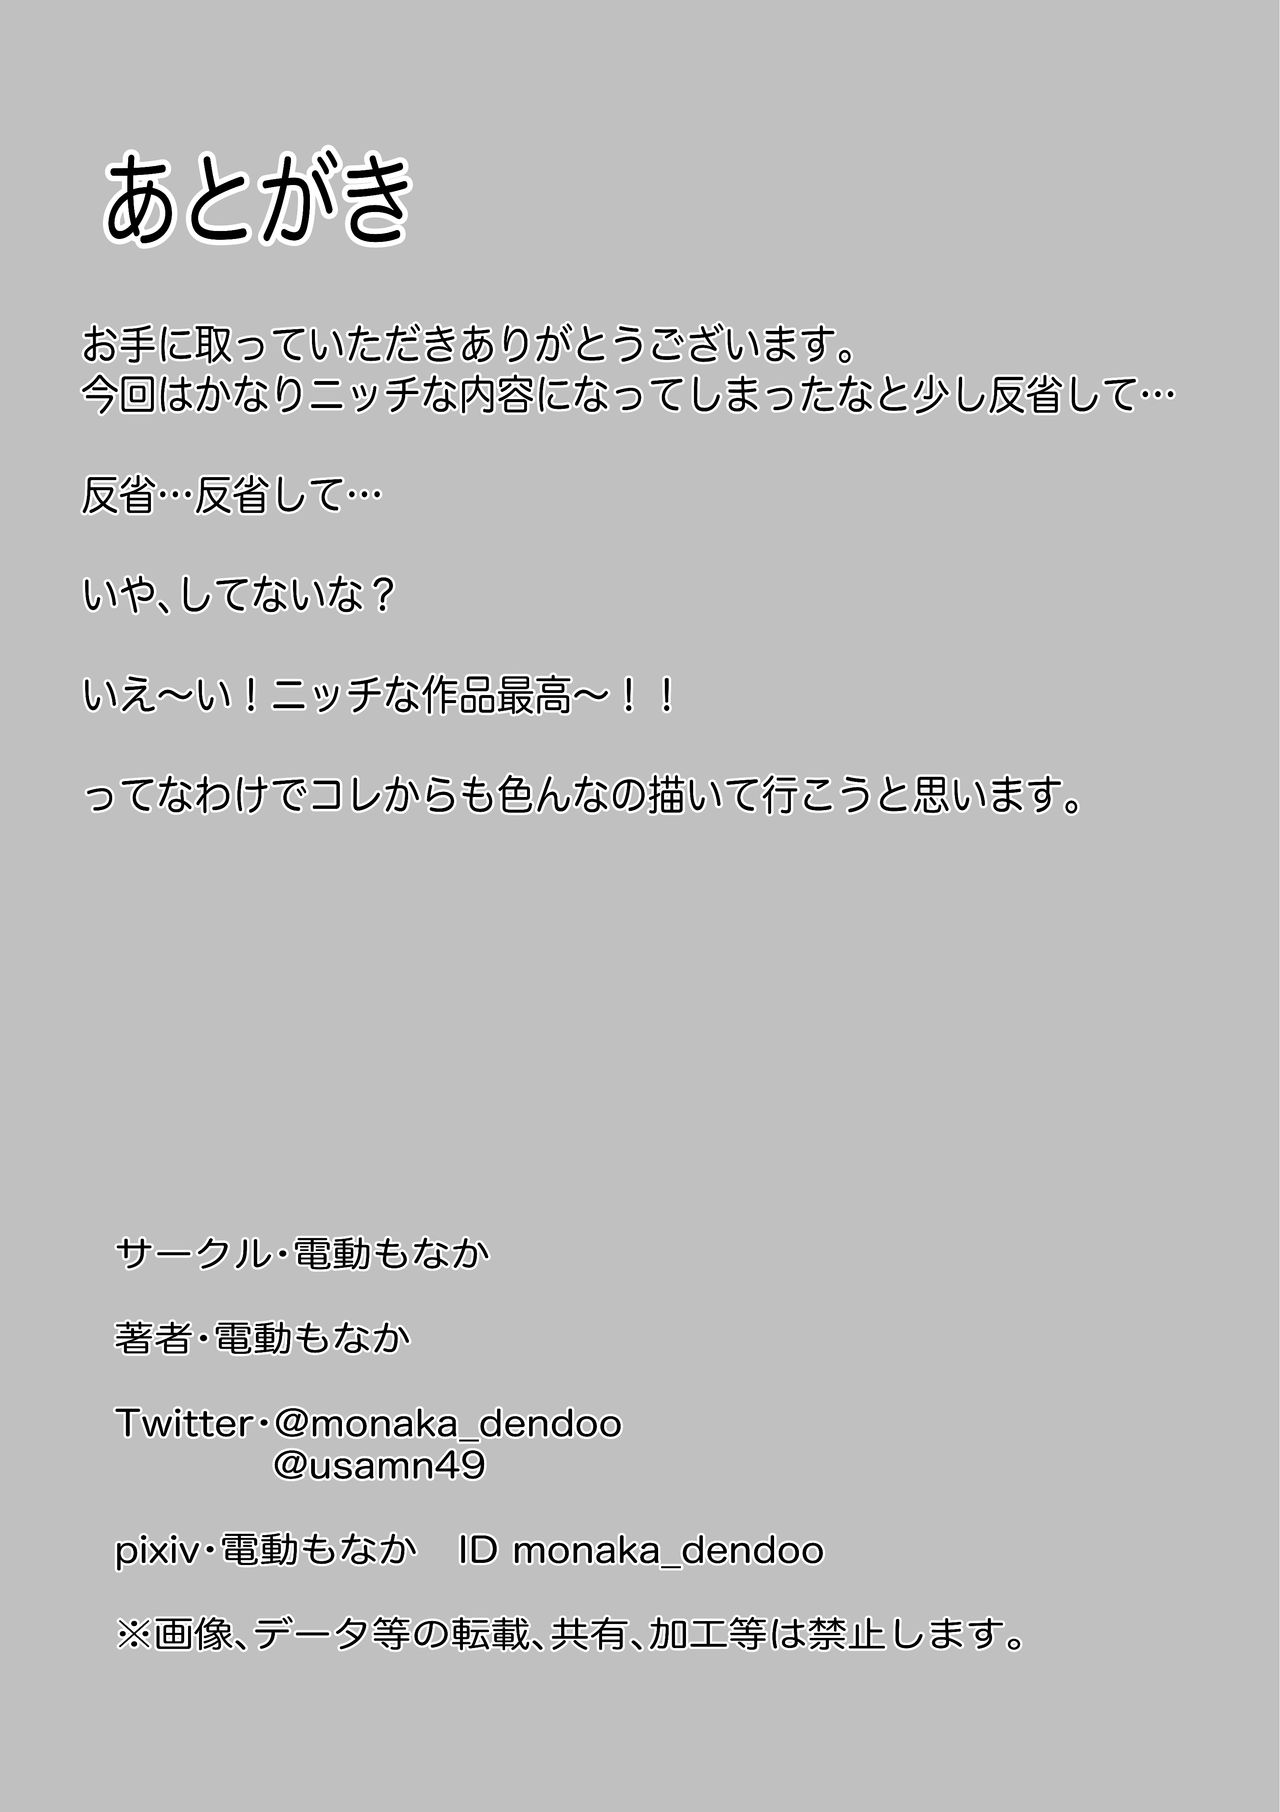 あとがき
お手に取っていただきありがとうございます。
今回はかなりニッチな内容になってしまったなと少し反省して…
反省…反省して…
いや、してないな？
いえ～い！ニッチな作品最高～！！
ってなわけでコレからも色んなの描いて行こうと思います。
サークル・電動もなか
著者・電動もなか
Twitter・@monaka_dendoo
@usamn49
pixiv・電動もなか　ID monaka_dendoo
※画像、データ等の転載、共有、加工等は禁止します。